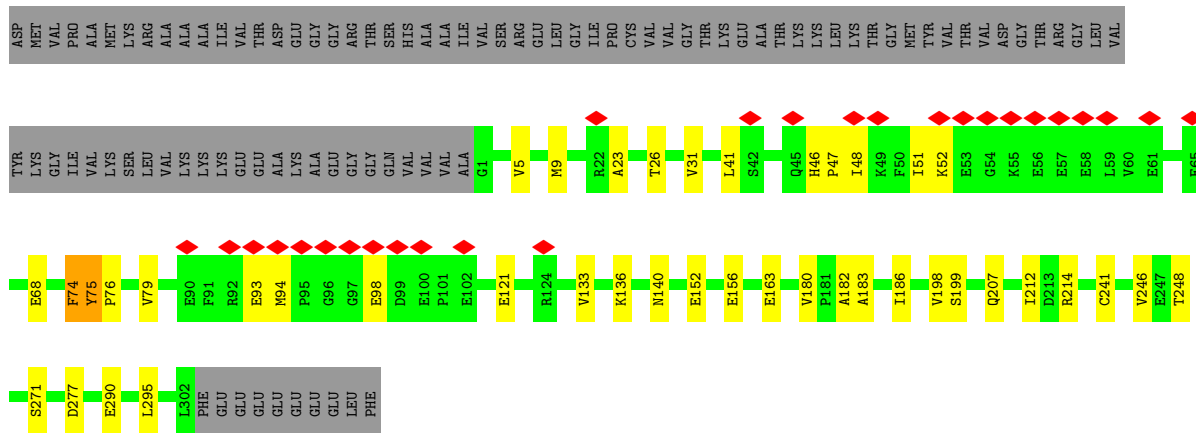 ASP MET VAL PRO ALA MET LYS ARG ALA ALA ALA ILE VAL THR ASP GLU GLY GLY ARG THR SER HIS ALA ALA ILE VAL SER ARG GLU LEU GLY ILE PRO CYS VAL VAL GLY THR LYS GLU ALA THR LYS LYS LEU LYS THR GLY MET TYR VAL THR VAL ASP GLY THR ARG GLY LEU VAL
TYR LYS GLY ILE VAL LYS SER LEU VAL LYS LYS LYS GLU GLU ALA LYS ALA GLU GLY GLY GLN VAL VAL VAL ALA G1 V5 M9 R22 A23 T26 V31 L41 S42 Q45 H46 P47 I48 K49 F50 I51 K52 E53 G54 K55 E56 E57 E58 L59 V60 E61
E68 F74 Y75 P76 V79 E90 F91 R92 E93 M94 P95 G96 G97 E98 D99 E100 P101 E102 E121 R124 V133 K136 N140 E152 E156 E163 V180 P181 A182 A183 I186 V198 S199 Q207 I212 D213 R214 C241 V246 E247 T248
S271 D277 E290 L295 L302 PHE GLU GLU GLU GLU GLU GLU GLU LEU PHE